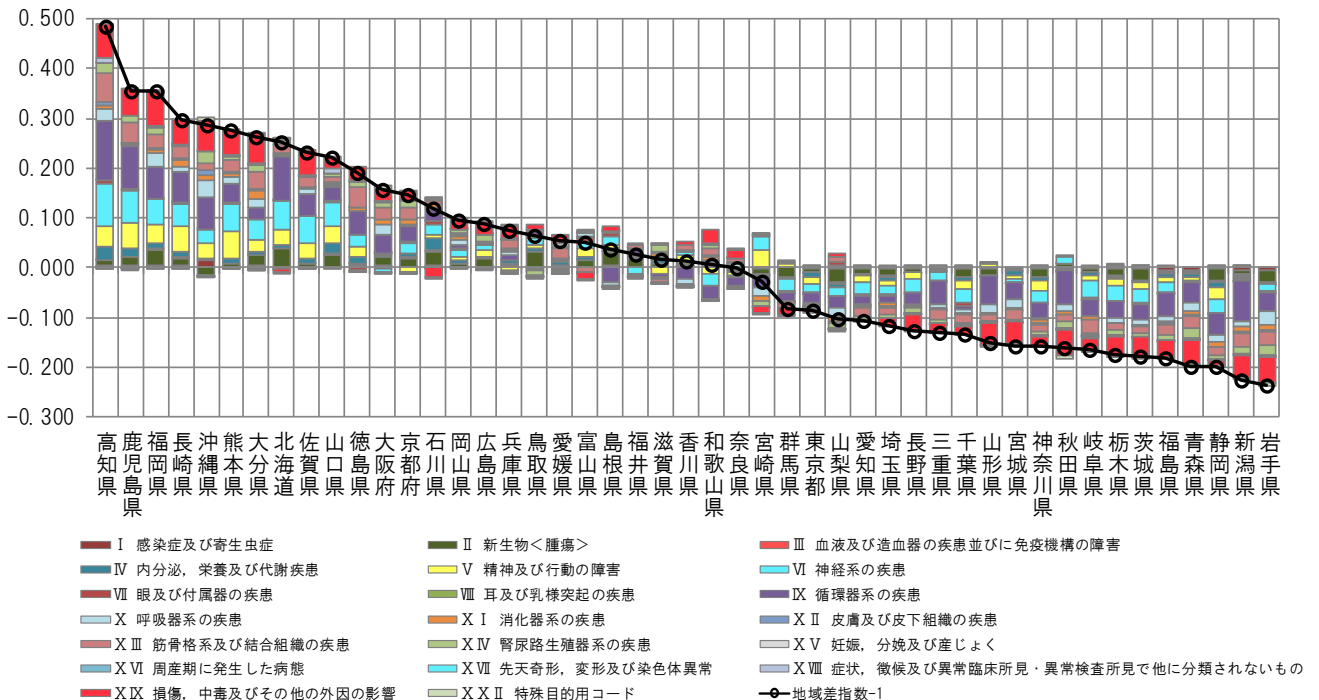 0.500
0.400
0.300
0.200
0.100
0.000
-0.100
-0.200
-0.300
高知県
鹿児島県
福岡県
長崎県
沖縄県
熊本県
大分県
北海道
佐賀県
山口県
徳島県
大阪府
京都府
石川県
岡山県
広島県
兵庫県
鳥取県
愛媛県
富山県
島根県
福井県
滋賀県
香川県
和歌山県
奈良県
宮崎県
群馬県
東京都
山梨県
愛知県
埼玉県
長野県
三重県
千葉県
山形県
宮城県
神奈川県
秋田県
岐阜県
栃木県
茨城県
福島県
青森県
静岡県
新潟県
岩手県
Ⅰ 感染症及び寄生虫症
Ⅱ 新生物＜腫瘍＞
Ⅲ 血液及び造血器の疾患並びに免疫機構の障害
Ⅳ 内分泌，栄養及び代謝疾患
Ⅴ 精神及び行動の障害
Ⅵ 神経系の疾患
Ⅶ 眼及び付属器の疾患
Ⅷ 耳及び乳様突起の疾患
Ⅸ 循環器系の疾患
Ⅹ 呼吸器系の疾患
ⅩⅠ 消化器系の疾患
ⅩⅡ 皮膚及び皮下組織の疾患
ⅩⅢ 筋骨格系及び結合組織の疾患
ⅩⅣ 腎尿路生殖器系の疾患
ⅩⅤ 妊娠，分娩及び産じょく
ⅩⅥ 周産期に発生した病態
ⅩⅦ 先天奇形，変形及び染色体異常
ⅩⅧ 症状，徴候及び異常臨床所見・異常検査所見で他に分類されないもの
ⅩⅨ 損傷，中毒及びその他の外因の影響
ⅩⅩⅡ 特殊目的用コード
地域差指数-1